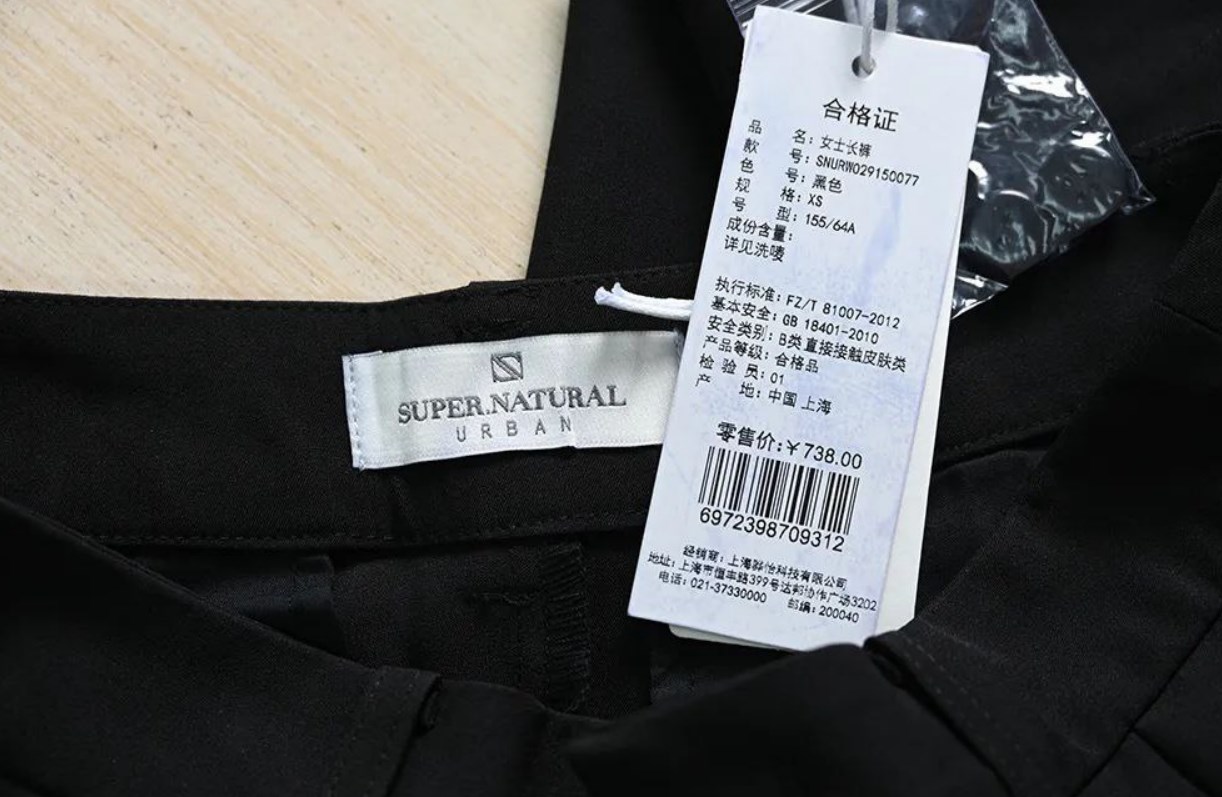 合格证
品 名：女士长裤
款 号：SNURW029150077
色 号：黑色
规 格：XS
号 型：155/64A
成份含量：
详见洗唛
执行标准：FZ/T 81007-2012
基本安全：GB 18401-2010
安全类别：B类直接接触皮肤类
产品等级：合格品
检 验 员：01
产 地：中国 上海
零售价：￥738.00
6972398709312
经销商：上海骅怡科技有限公司
地址：上海市恒丰路399号达邦协作广场3202
电话：021-37330000 邮编：200040
SUPER.NATURAL
URBAN